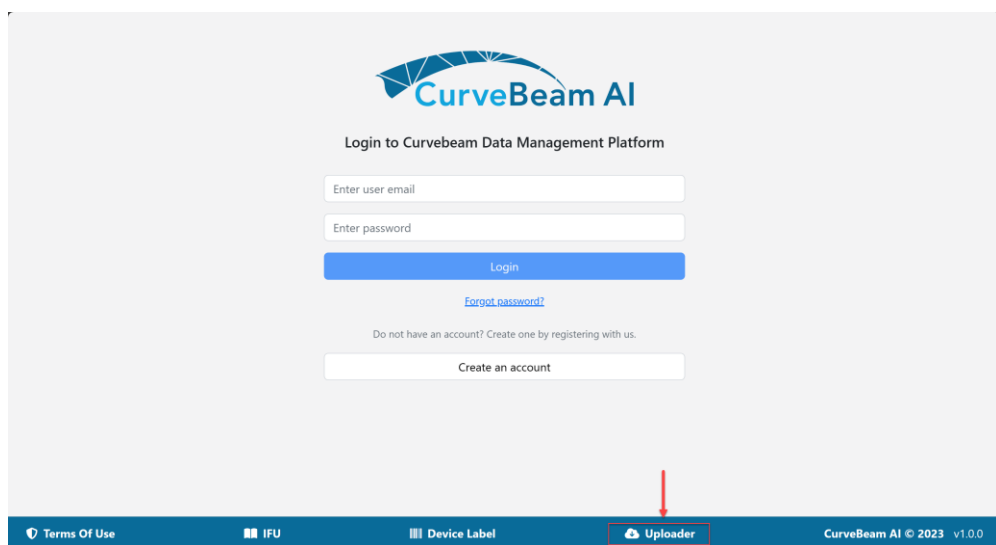 CurveBeam AI
Login to Curvebeam Data Management Platform
Enter user email
Enter password
Login
Forgot password?
Do not have an account? Create one by registering with us.
Create an account
Terms Of Use IFU Device Label Uploader CurveBeam AI © 2023 v1.0.0